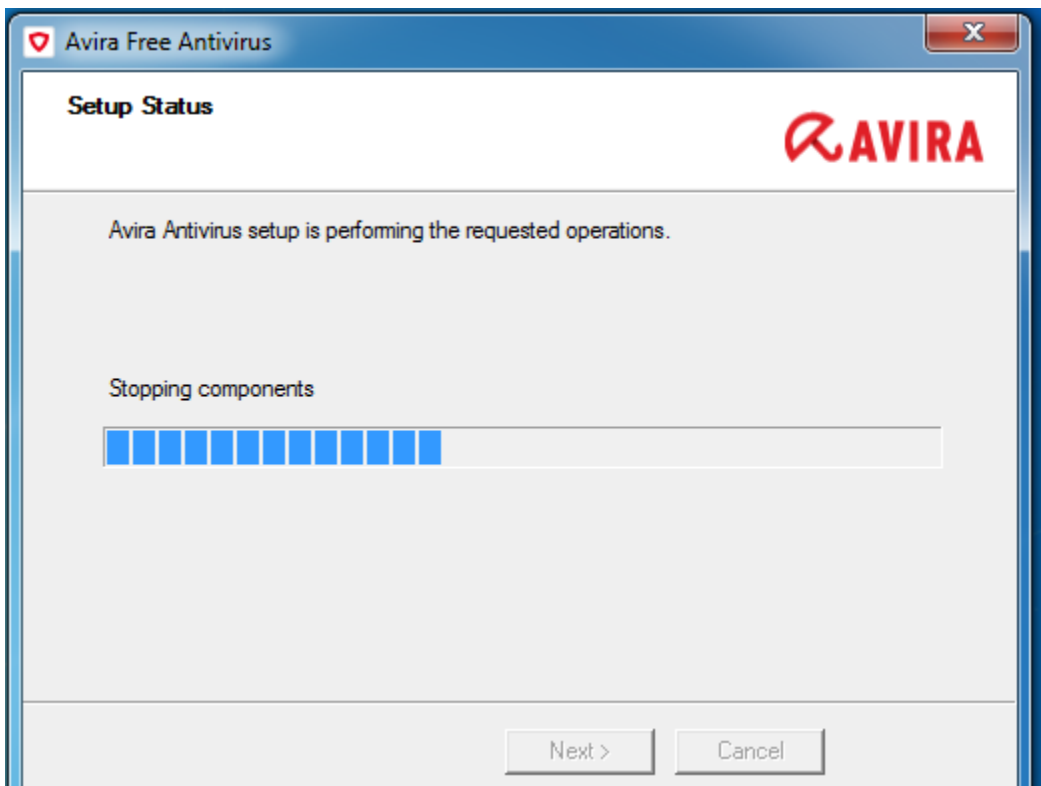 Avira Free Antivirus
Setup Status
AVIRA
Avira Antivirus setup is performing the requested operations.
Stopping components
Next >
Cancel